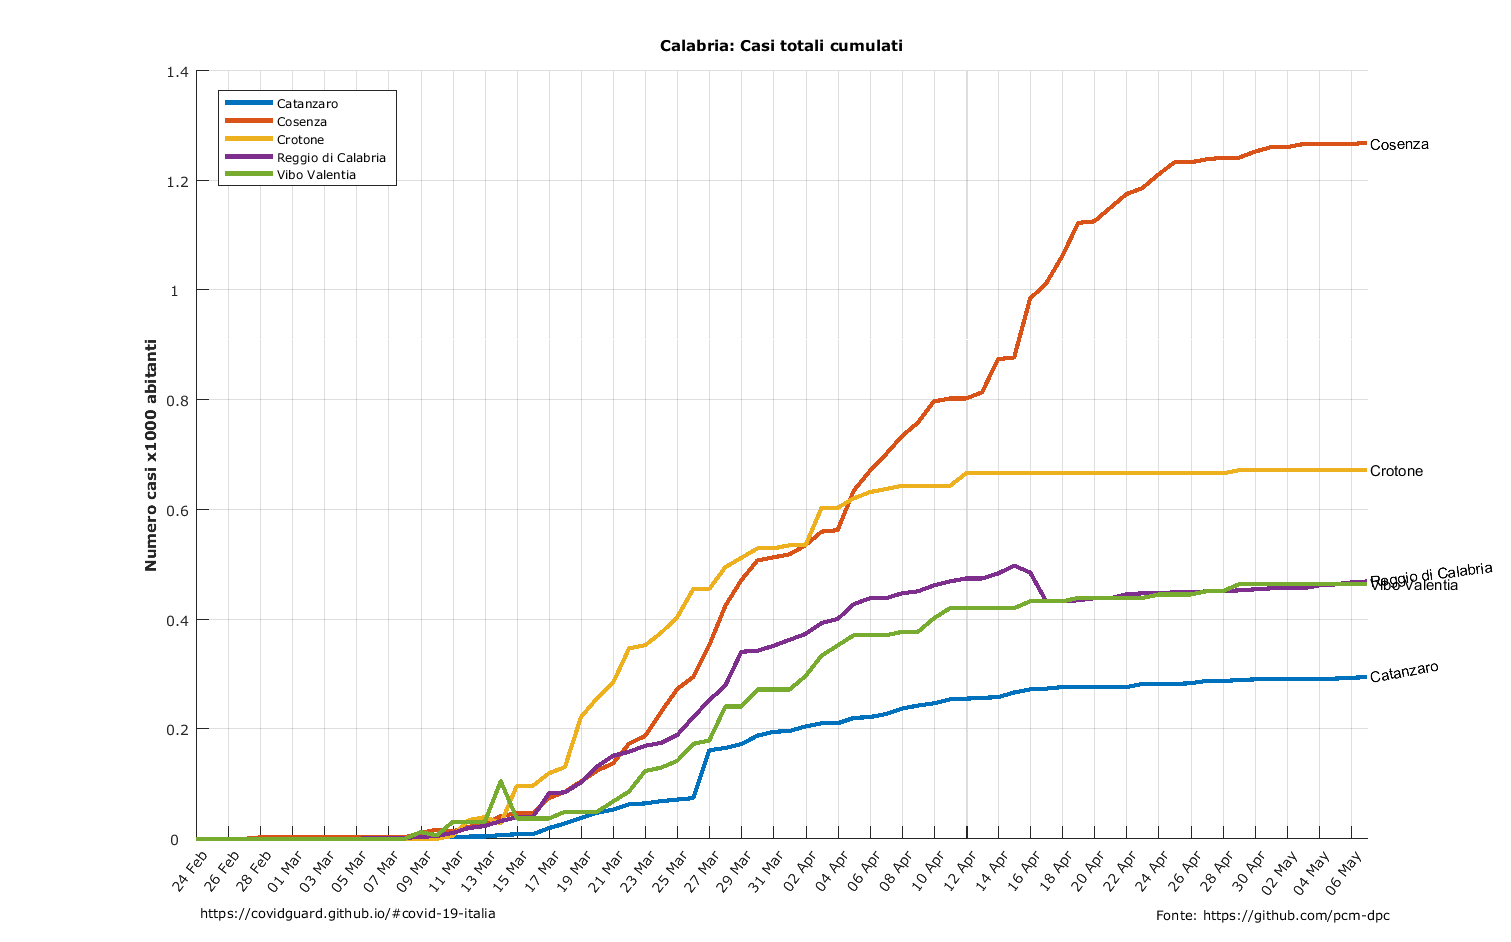 Calabria: Casi totali cumulati
Numero casi x1000 abitanti
1.4
1.2
1
0.8
0.6
0.4
0.2
0
Catanzaro
Cosenza
Crotone
Reggio di Calabria
Vibo Valentia
Cosenza
Crotone
Reggio di Calabria
Vibo Valentia
Catanzaro
24 Feb
26 Feb
28 Feb
01 Mar
03 Mar
05 Mar
07 Mar
09 Mar
11 Mar
13 Mar
15 Mar
17 Mar
19 Mar
21 Mar
23 Mar
25 Mar
27 Mar
29 Mar
31 Mar
02 Apr
04 Apr
06 Apr
08 Apr
10 Apr
12 Apr
14 Apr
16 Apr
18 Apr
20 Apr
22 Apr
24 Apr
26 Apr
28 Apr
30 Apr
02 May
04 May
06 May
https://covidguard.github.io/#covid-19-italia
Fonte: https://github.com/pcm-dpc